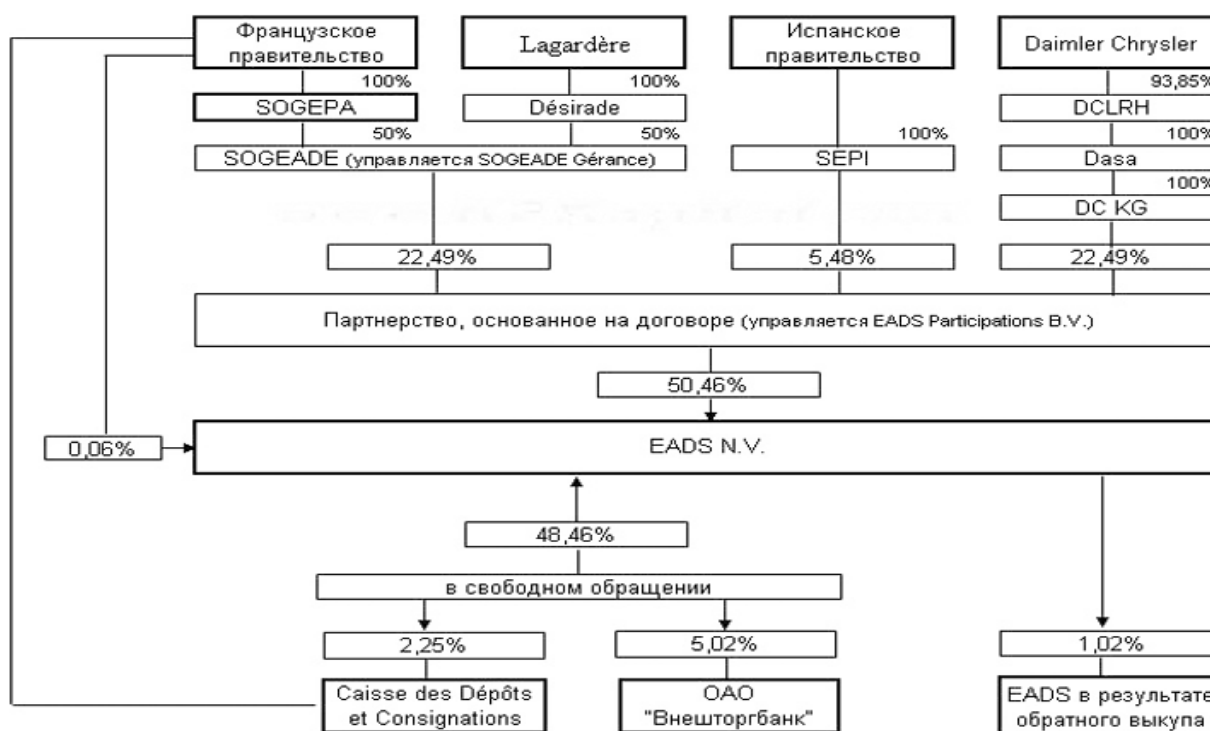 Французское
правительство
Lagardère
Испанское
правительство
Daimler Chrysler
100%
100%
93,85%
SOGEPA
Désirade
DCLRH
50%
50%
100%
100%
SOGEADE (управляется SOGEADE Gérance)
SEPI
Dasa
100%
DC KG
22,49%
5,48%
22,49%
Партнерство, основанное на договоре (управляется EADS Participations B.V.)
50,46%
0,06%
EADS N.V.
48,46%
в свободном обращении
2,25%
5,02%
1,02%
Caisse des Dépôts
et Consignations
ОАО
"Внешторгбанк"
EADS в результате
обратного выкупа